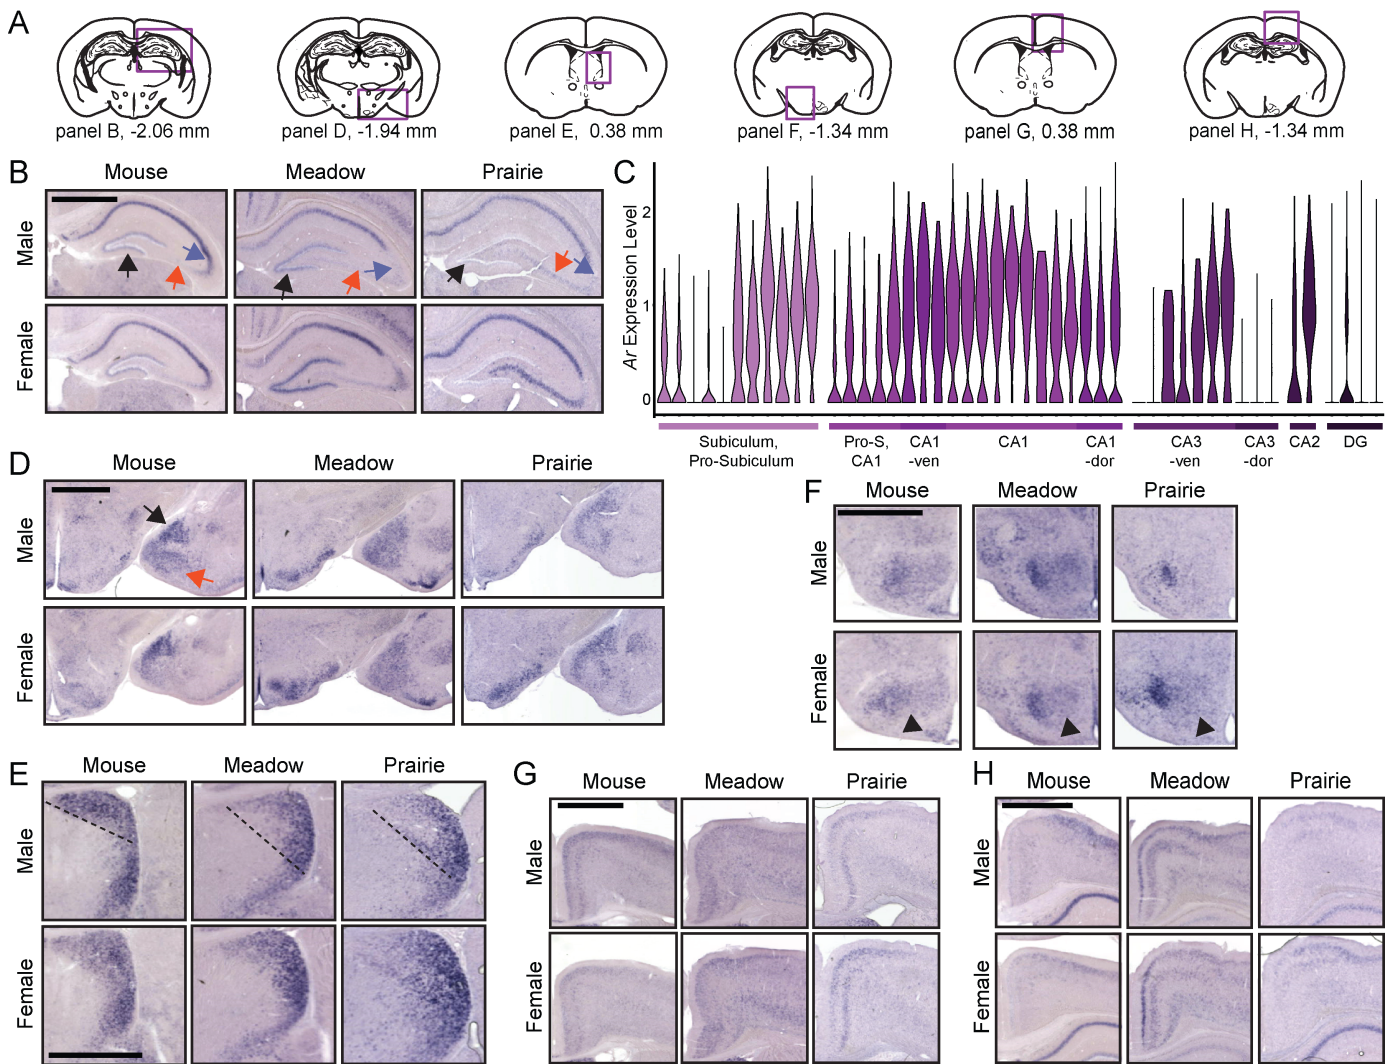 A
panel B, -2.06 mm
panel D, -1.94 mm
panel E, 0.38 mm
panel F, -1.34 mm
panel G, 0.38 mm
panel H, -1.34 mm
B
Mouse
Meadow
Prairie
Male
Female
C
Ar Expression Level
2
1
0
Subiculum,
Pro-Subiculum
Pro-S,
CA1
CA1
-ven
CA1
CA1
-dor
CA3
-ven
CA3
-dor
CA2
DG
D
Mouse
Meadow
Prairie
Male
Female
F
Mouse
Meadow
Prairie
Male
Female
E
Mouse
Meadow
Prairie
Male
Female
G
Mouse
Meadow
Prairie
Male
Female
H
Mouse
Meadow
Prairie
Male
Female